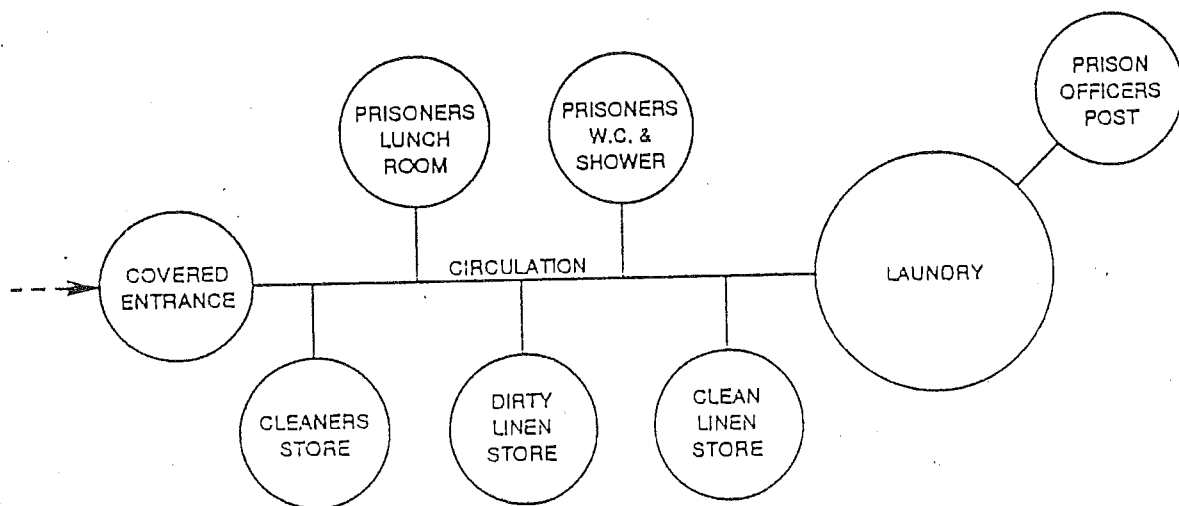 PRISON
OFFICERS
POST
PRISONERS
LUNCH
ROOM
PRISONERS
W.C. &
SHOWER
COVERED
ENTRANCE
CIRCULATION
LAUNDRY
CLEANERS
STORE
DIRTY
LINEN
STORE
CLEAN
LINEN
STORE